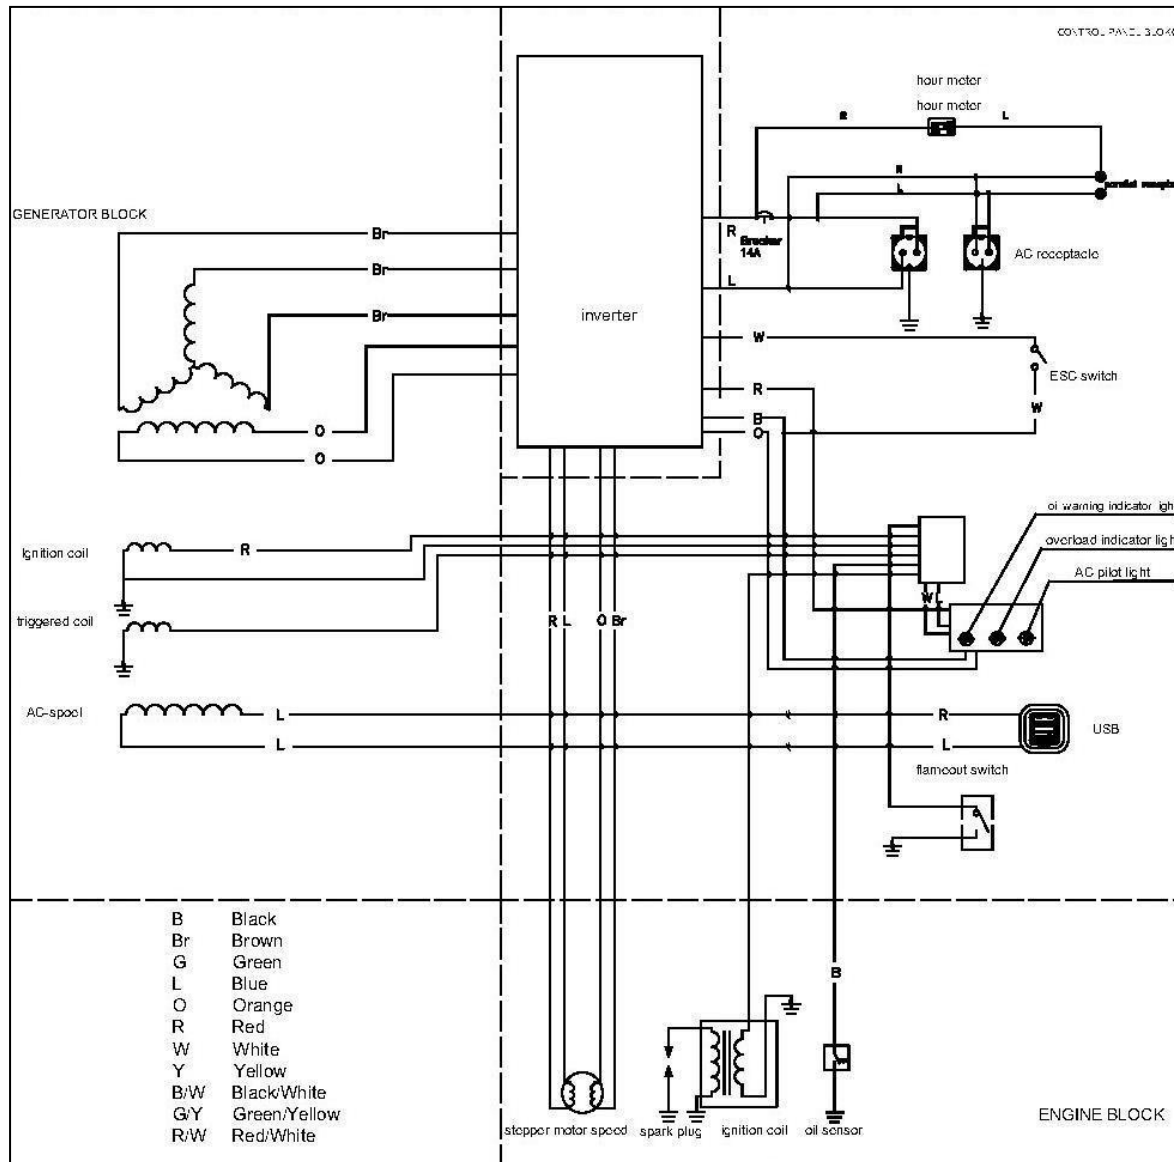 hour meter
hour meter
R L
R
L
GENERATOR BLOCK
Br
R
Breaker
14A
AC receptacle
Br
L
Br
inverter
W
ESC switch
R
W
B
O
O
O
oil warning indicator
Ignition coil
R
overload indicator
AC pilot light
W L
triggered coil
R L O Br
AC-spool
L
R
USB
L
L
flameout switch
B Black
Br Brown
G Green
L Blue
O Orange
R Red
W White
Y Yellow
B/W Black/White
G/Y Green/Yellow
R/W Red/White
B
stepper motor speed
spark plug
ignition coil
oil sensor
ENGINE BLOCK